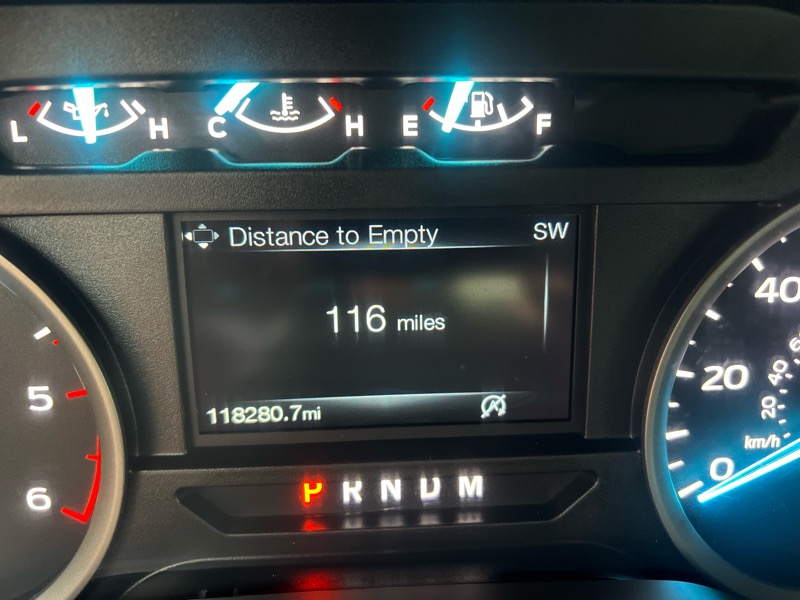 L H C H E F
Distance to Empty SW
116 miles
118280.7mi
P R N D M
5
6
40
20
0
40
20
km/h